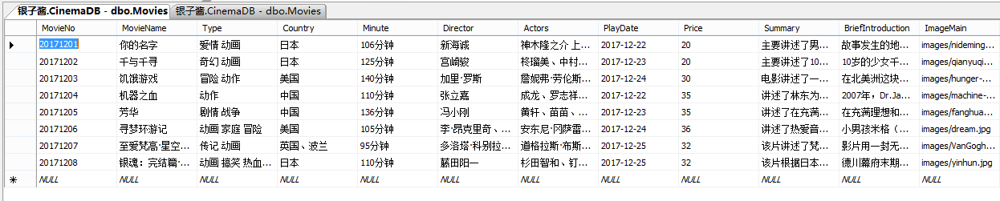 银子酱.CinemaDB - dbo.Movies 银子酱.CinemaDB - dbo.Movies
MovieNo MovieName Type Country Minute Director Actors PlayDate Price Summary BriefIntroduction ImageMain
20171201 你的名字 爱情 动画 日本 106分钟 新海诚 神木隆之介 上... 2017-12-22 20 主要讲述了男... 故事发生的地... images/nideming...
20171202 千与千寻 奇幻 动画 日本 125分钟 宫崎骏 柊瑠美、中村... 2017-12-23 20 主要讲述了10... 10岁的少女千... images/qianyuqi...
20171203 饥饿游戏 冒险 动作 美国 140分钟 加里·罗斯 詹妮弗·劳伦斯... 2017-12-24 30 电影讲述了一... 在北美洲这块... images/hunger-...
20171204 机器之血 动作 中国 110分钟 张立嘉 成龙、罗志祥... 2017-12-22 35 讲述了林东为... 2007年，Dr.Ja... images/machine-...
20171205 芳华 剧情 战争 中国 136分钟 冯小刚 黄轩、苗苗、... 2017-12-23 35 讲述了在充满... 在充满理想和... images/fanghua...
20171206 寻梦环游记 动画 家庭 冒险 美国 105分钟 李·昂克里奇、 安东尼·冈萨雷... 2017-12-24 36 讲述了热爱音... 小男孩米格（... images/dream.jpg
20171207 至爱梵高·星空... 传记 动画 英国、波兰 95分钟 多洛塔·科别拉... 道格拉斯·布斯... 2017-12-25 32 该片讲述了梵... 影片用一封无... images/VanGogh...
20171208 银魂：完结篇·... 动画 搞笑 热血... 日本 110分钟 藤田阳一 杉田智和、钉... 2017-12-25 32 该片根据日本... 德川幕府末期... images/yinhun.jpg
NULL NULL NULL NULL NULL NULL NULL NULL NULL NULL NULL NULL